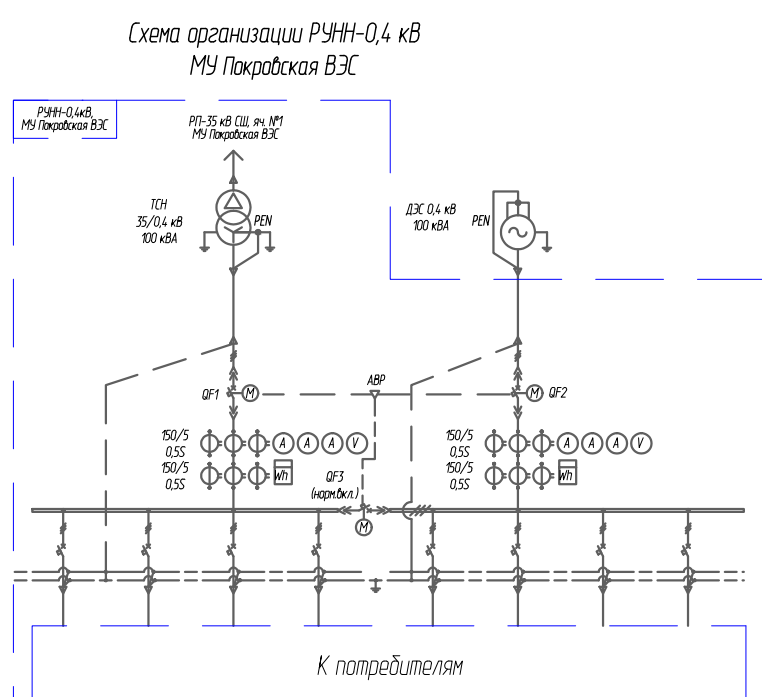 Схема организации РУНН-0,4 кВ
МУ Покровская ВЭС
РУНН-0,4кВ,
МУ Покровская ВЭС
РП-35 кВ СШ, яч. №1
МУ Покровская ВЭС
ТСН
35/0,4 кВ
100 кВА
PEN
ДЭС 0,4 кВ
100 кВА
PEN
QF1
M
АВР
M
QF2
150/5
0,5S
A
A
A
V
150/5
0,5S
Wh
QF3
(норм.вкл.)
M
150/5
0,5S
A
A
A
V
150/5
0,5S
Wh
К потребителям